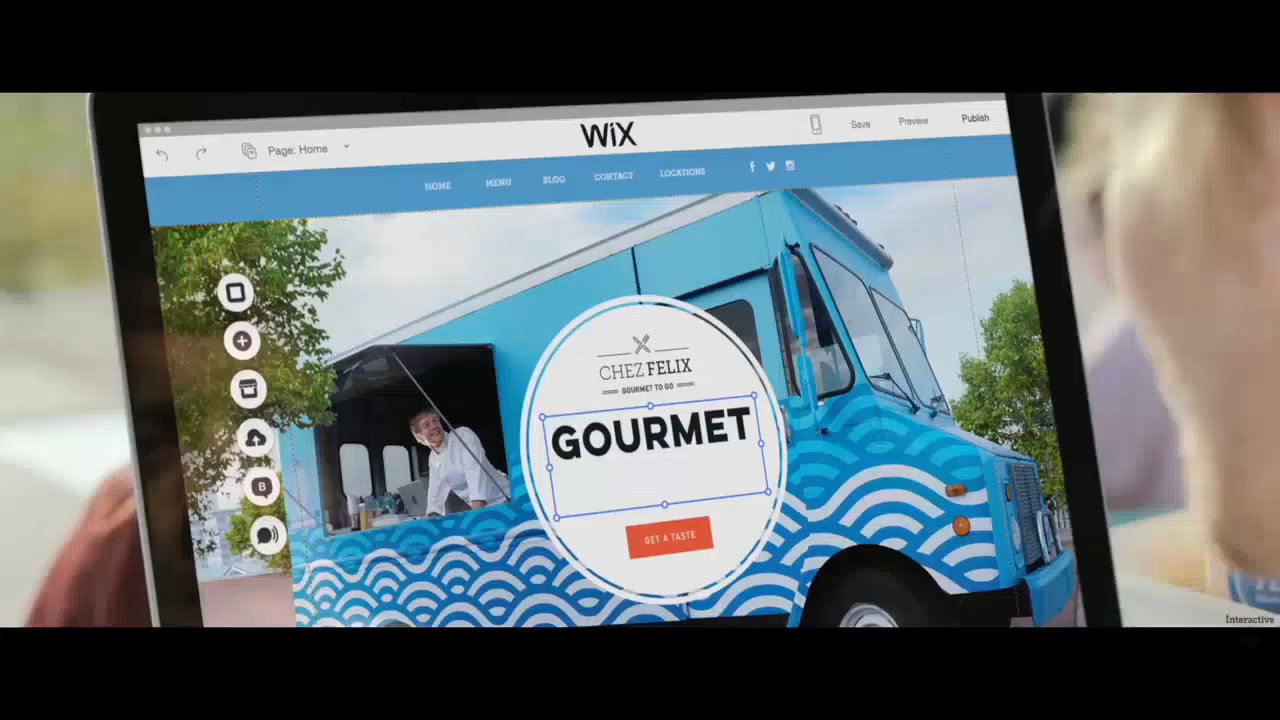 WiX
Page: Home
Save
Preview
Publish
HOME
MENU
BLOG
CONTACT
LOCATIONS
CHEZ FELIX
GOURMET TO GO
GOURMET
GET A TASTE
B
Interactive